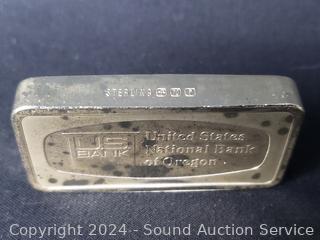 STERLING
US
BANK
United States
National Bank
of Oregon
Copyright 2024 - Sound Auction Service